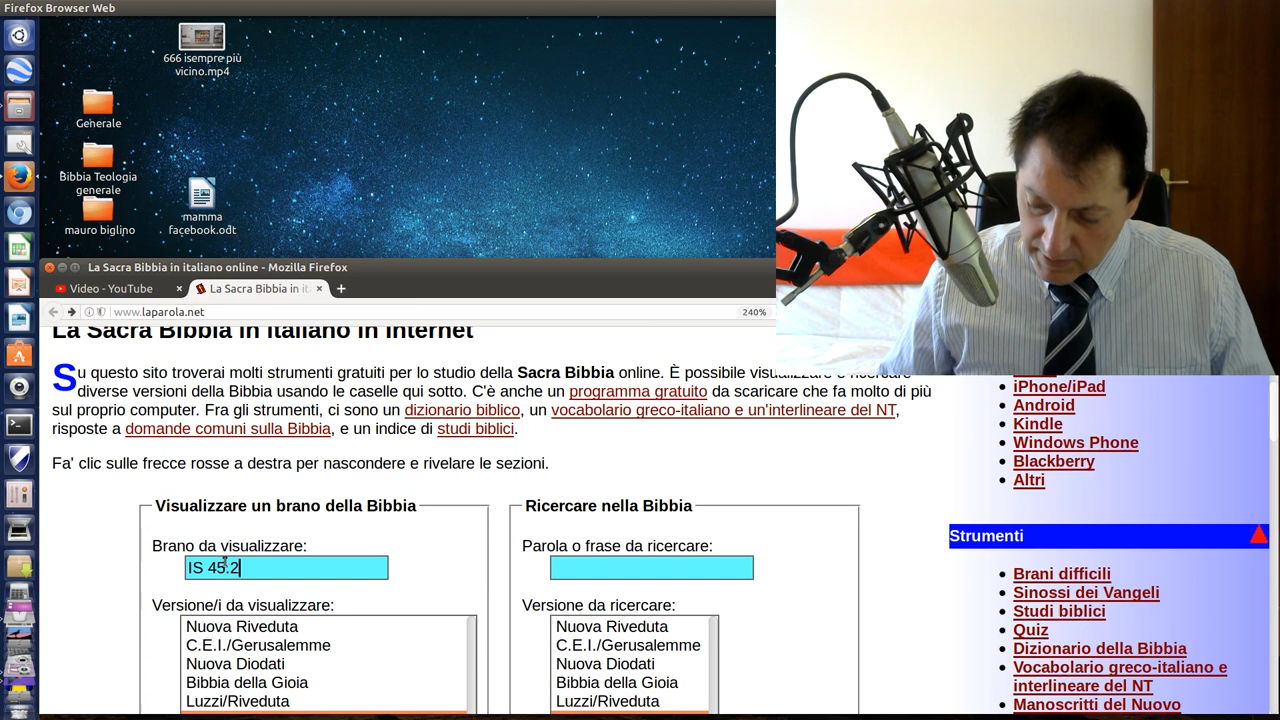 Firefox Browser Web
666 isempre più
vicino.mp4
Generale
Bibbia Teologia
generale
mauro biglino
mamma
facebook.odt
La Sacra Bibbia in italiano online - Mozilla Firefox
Video - YouTube
La Sacra Bibbia in it
www.laparola.net
240%
La Sacra Bibbia in italiano in Internet
Su questo sito troverai molti strumenti gratuiti per lo studio della Sacra Bibbia online. È possibile visualizzare e ricercare
diverse versioni della Bibbia usando le caselle qui sotto. C'è anche un programma gratuito da scaricare che fa molto di più
sul proprio computer. Fra gli strumenti, ci sono un dizionario biblico, un vocabolario greco-italiano e un'interlineare del NT,
risposte a domande comuni sulla Bibbia, e un indice di studi biblici.
Fa' clic sulle frecce rosse a destra per nascondere e rivelare le sezioni.
Visualizzare un brano della Bibbia
Brano da visualizzare:
IS 45.2
Versione/i da visualizzare:
Nuova Riveduta
C.E.I./Gerusalemme
Nuova Diodati
Bibbia della Gioia
Luzzi/Riveduta
Ricercare nella Bibbia
Parola o frase da ricercare:
Versione da ricercare:
Nuova Riveduta
C.E.I./Gerusalemme
Nuova Diodati
Bibbia della Gioia
Luzzi/Riveduta
iPhone/iPad
Android
Kindle
Windows Phone
Blackberry
Altri
Strumenti
Brani difficili
Sinossi dei Vangeli
Studi biblici
Quiz
Dizionario della Bibbia
Vocabolario greco-italiano e
interlineare del NT
Manoscritti del Nuovo